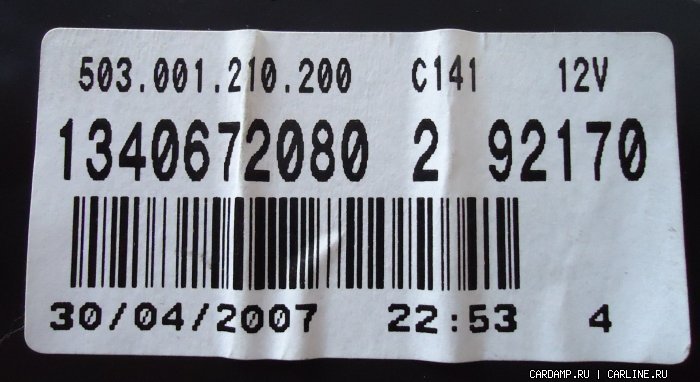 503.001.210.200 C141 12V
1340672080 2 92170
30/04/2007 22:53 4
CARDAMP.RU | CARLINE.RU